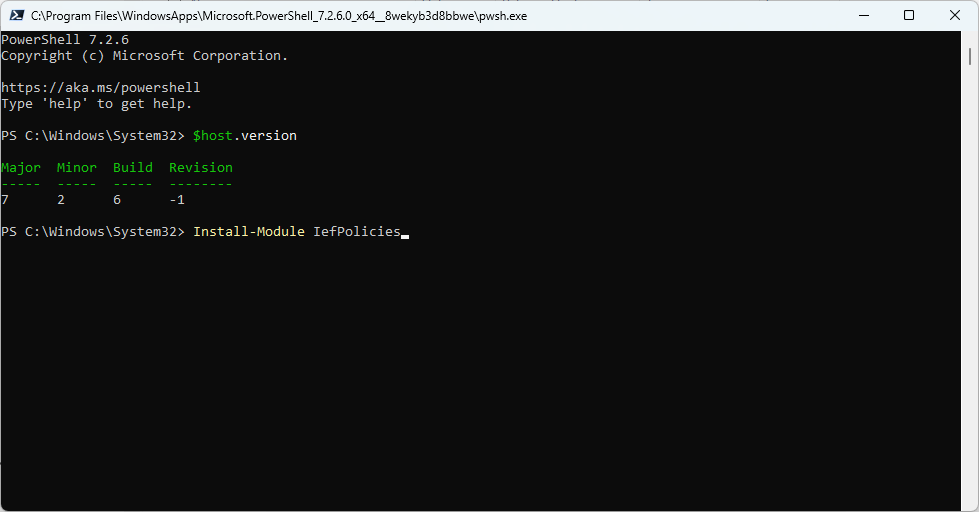 C:\Program Files\WindowsApps\Microsoft.PowerShell_7.2.6.0_x64__8wekyb3d8bbwe\pwsh.exe
PowerShell 7.2.6
Copyright (c) Microsoft Corporation.
https://aka.ms/powershell
Type 'help' to get help.
PS C:\Windows\System32> $host.version
Major  Minor  Build  Revision
-----  -----  -----  --------
7      2      6      -1
PS C:\Windows\System32> Install-Module IefPolicies